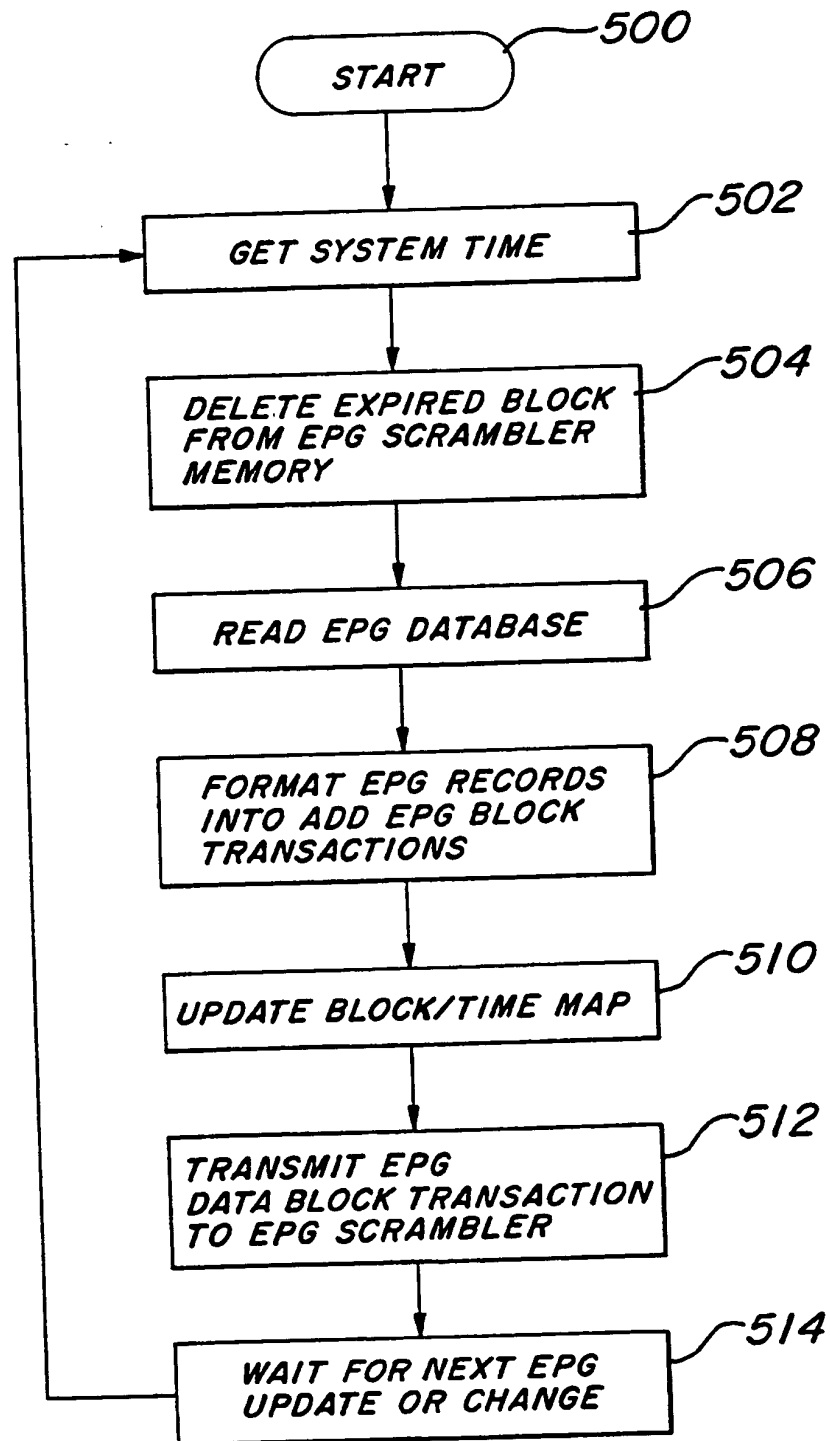 500
START
502
GET SYSTEM TIME
504
DELETE EXPIRED BLOCK
FROM EPG SCRAMBLER
MEMORY
506
READ EPG DATABASE
508
FORMAT EPG RECORDS
INTO ADD EPG BLOCK
TRANSACTIONS
510
UPDATE BLOCK/TIME MAP
512
TRANSMIT EPG
DATA BLOCK TRANSACTION
TO EPG SCRAMBLER
514
WAIT FOR NEXT EPG
UPDATE OR CHANGE